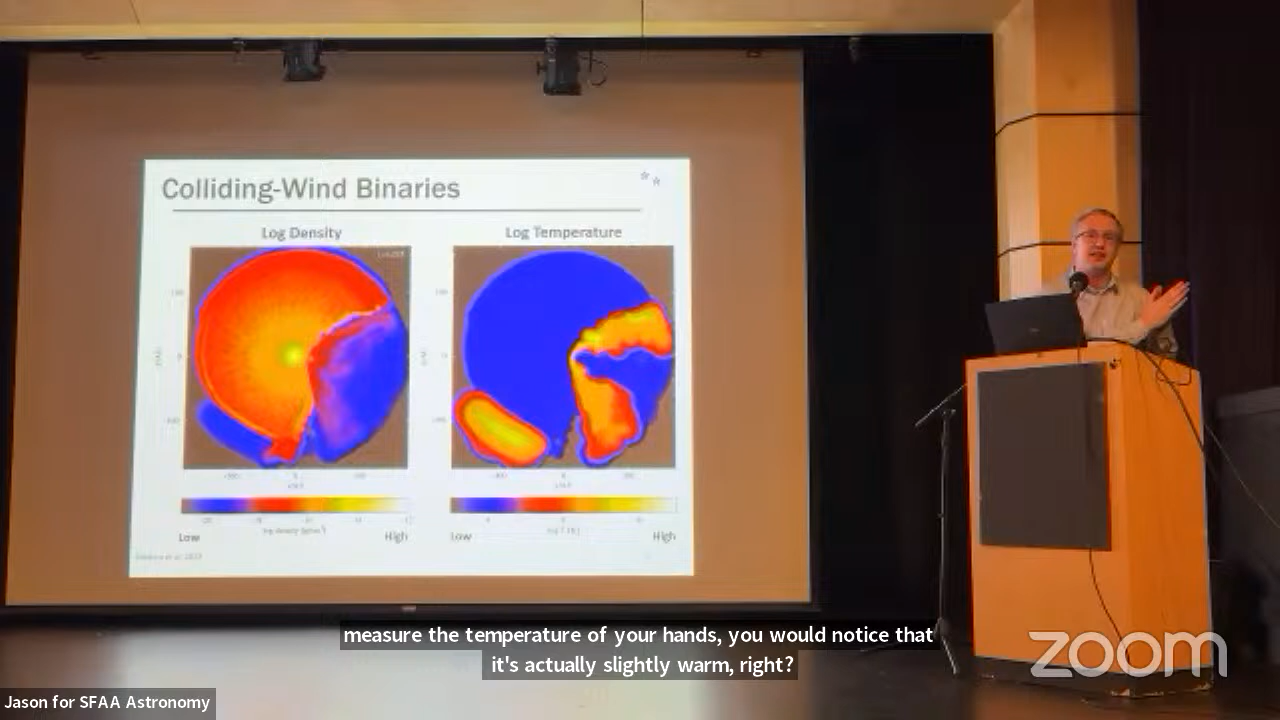 Colliding-Wind Binaries
Log Density
Log Temperature
Low
High
Low
High
measure the temperature of your hands, you would notice that
it's actually slightly warm, right?
Jason for SFAA Astronomy
zoom